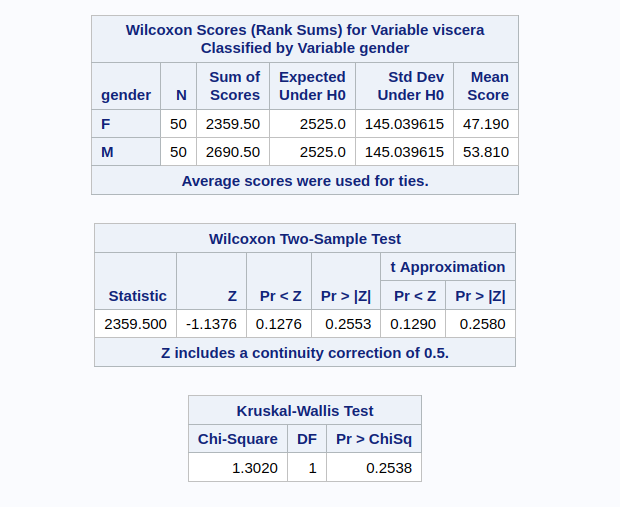 Wilcoxon Scores (Rank Sums) for Variable viscera
Classified by Variable gender
gender N Sum of Scores Expected Under H0 Std Dev Under H0 Mean Score
F 50 2359.50 2525.0 145.039615 47.190
M 50 2690.50 2525.0 145.039615 53.810
Average scores were used for ties.
Wilcoxon Two-Sample Test
t Approximation
Statistic Z Pr < Z Pr > |Z| Pr < Z Pr > |Z|
2359.500 -1.1376 0.1276 0.2553 0.1290 0.2580
Z includes a continuity correction of 0.5.
Kruskal-Wallis Test
Chi-Square DF Pr > ChiSq
1.3020 1 0.2538